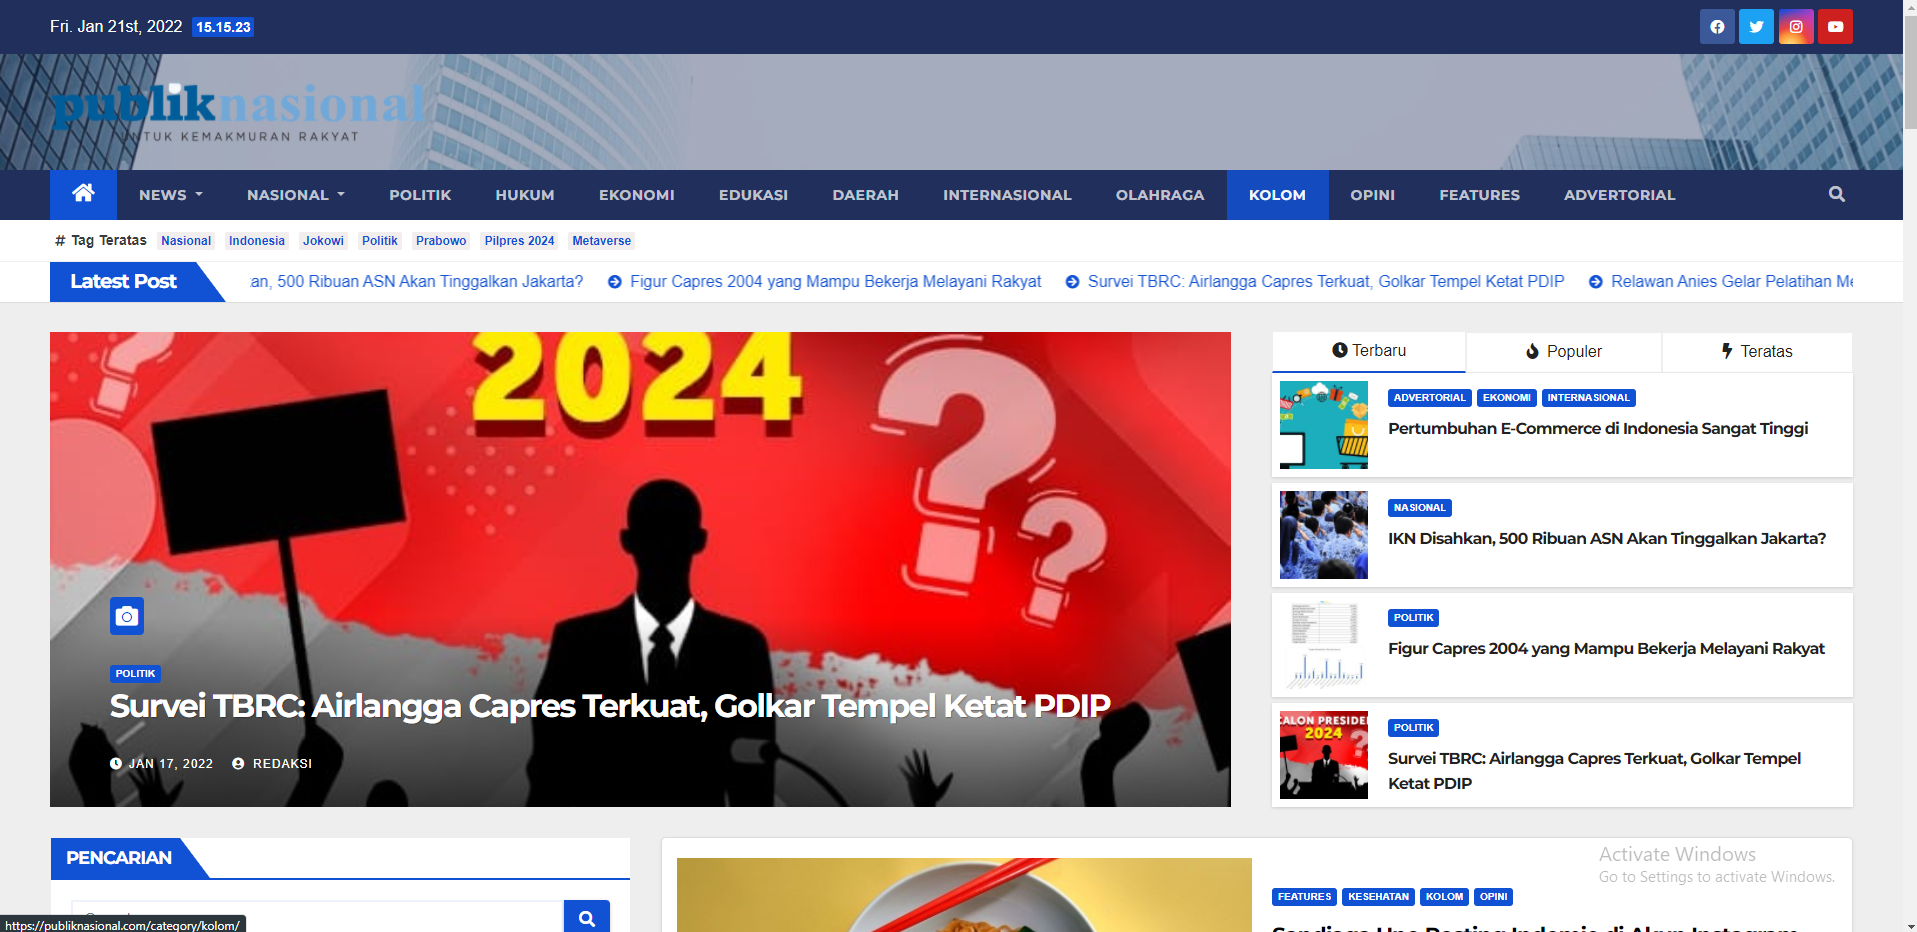 Fri. Jan 21st, 2022 15.15.23
publiknasional
UNTUK KEMAKMURAN RAKYAT
NEWS NASIONAL POLITIK HUKUM EKONOMI EDUKASI DAERAH INTERNASIONAL OLAHRAGA KOLOM OPINI FEATURES ADVERTORIAL
# Tag Teratas Nasional Indonesia Jokowi Politik Prabowo Pilpres 2024 Metaverse
Latest Post
500 Ribuan ASN Akan Tinggalkan Jakarta? Figur Capres 2004 yang Mampu Bekerja Melayani Rakyat Survei TBRC: Airlangga Capres Terkuat, Golkar Tempel Ketat PDIP Relawan Anies Gelar Pelatihan
2024
POLITIK
Survei TBRC: Airlangga Capres Terkuat, Golkar Tempel Ketat PDIP
JAN 17, 2022 REDAKSI
Terbaru Populer Teratas
ADVERTORIAL EKONOMI INTERNASIONAL
Pertumbuhan E-Commerce di Indonesia Sangat Tinggi
NASIONAL
IKN Disahkan, 500 Ribuan ASN Akan Tinggalkan Jakarta?
POLITIK
Figur Capres 2004 yang Mampu Bekerja Melayani Rakyat
CALON PRESIDEN
2024
POLITIK
Survei TBRC: Airlangga Capres Terkuat, Golkar Tempel
Ketat PDIP
PENCARIAN
FEATURES KESEHATAN KOLOM OPINI
Sandiaga Uno Posting Indomie di Akun Instagram
Activate Windows
Go to Settings to activate Windows.
https://publiknasional.com/category/kolom/